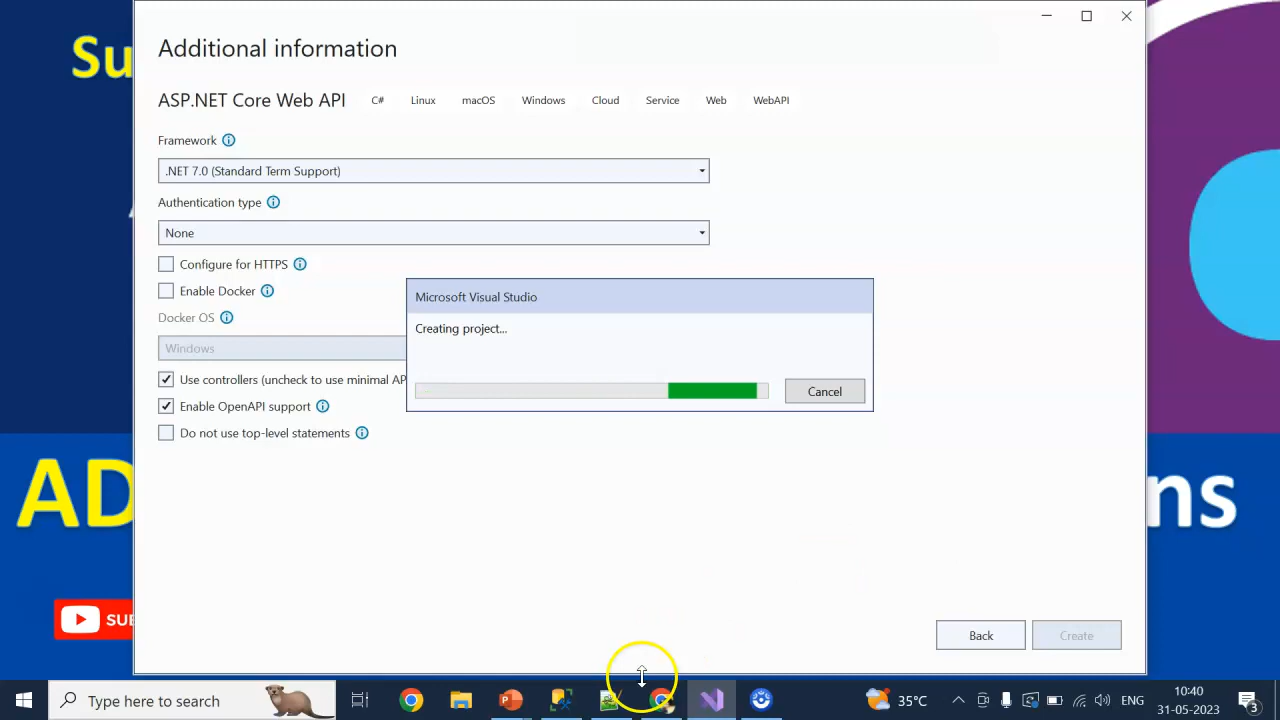 Su
Additional information
ASP.NET Core Web API C# Linux macOS Windows Cloud Service Web WebAPI
Framework
.NET 7.0 (Standard Term Support)
Authentication type
None
Configure for HTTPS
Enable Docker
Docker OS
Windows
Microsoft Visual Studio
Creating project...
Cancel
Use controllers (uncheck to use minimal AP
Enable OpenAPI support
Do not use top-level statements
AD
ns
SUB
Back
Create
Type here to search
35°C
ENG
10:40
31-05-2023
3